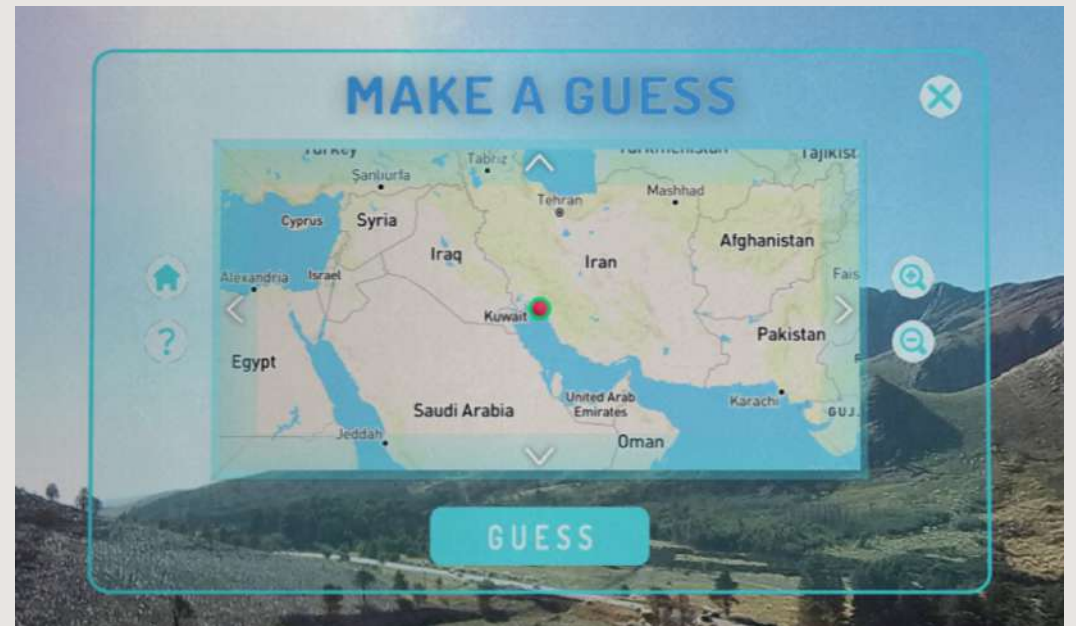 MAKE A GUESS
Turkey
Tabriz
Turkmenistan
Tajikist
Şanlıurfa
Mashhad
Tehran
Cyprus
Syria
Afghanistan
Iraq
Iran
Alexandria
Israel
Fais
Kuwait
Pakistan
Egypt
United Arab
Emirates
Karachi
Saudi Arabia
GUJ.
Jeddah
Oman
?
GUESS